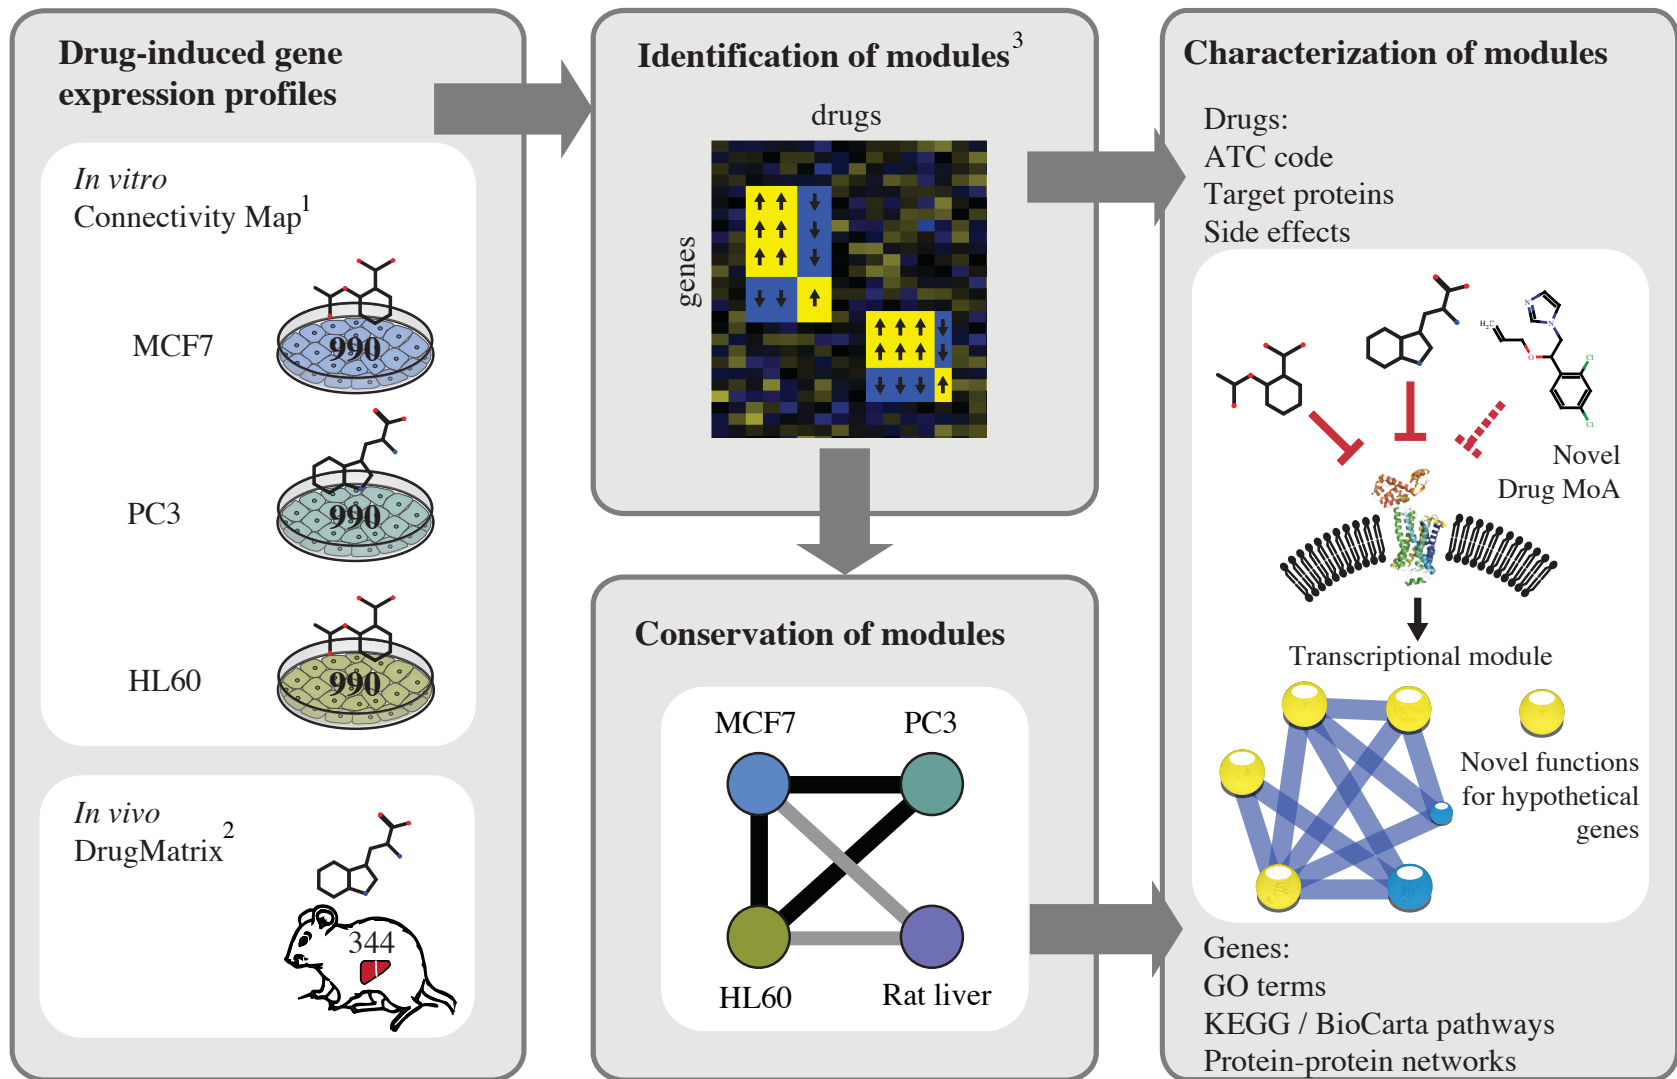 Drug-induced gene
expression profiles
In vitro
Connectivity Map1
MCF7
990
PC3
990
HL60
990
In vivo
DrugMatrix2
344
Identification of modules3
drugs
genes
Conservation of modules
MCF7
PC3
HL60
Rat liver
Characterization of modules
Drugs:
ATC code
Target proteins
Side effects
H2C
O
N
N
Cl
Cl
Novel
Drug MoA
Transcriptional module
Novel functions
for hypothetical
genes
Genes:
GO terms
KEGG / BioCarta pathways
Protein-protein networks